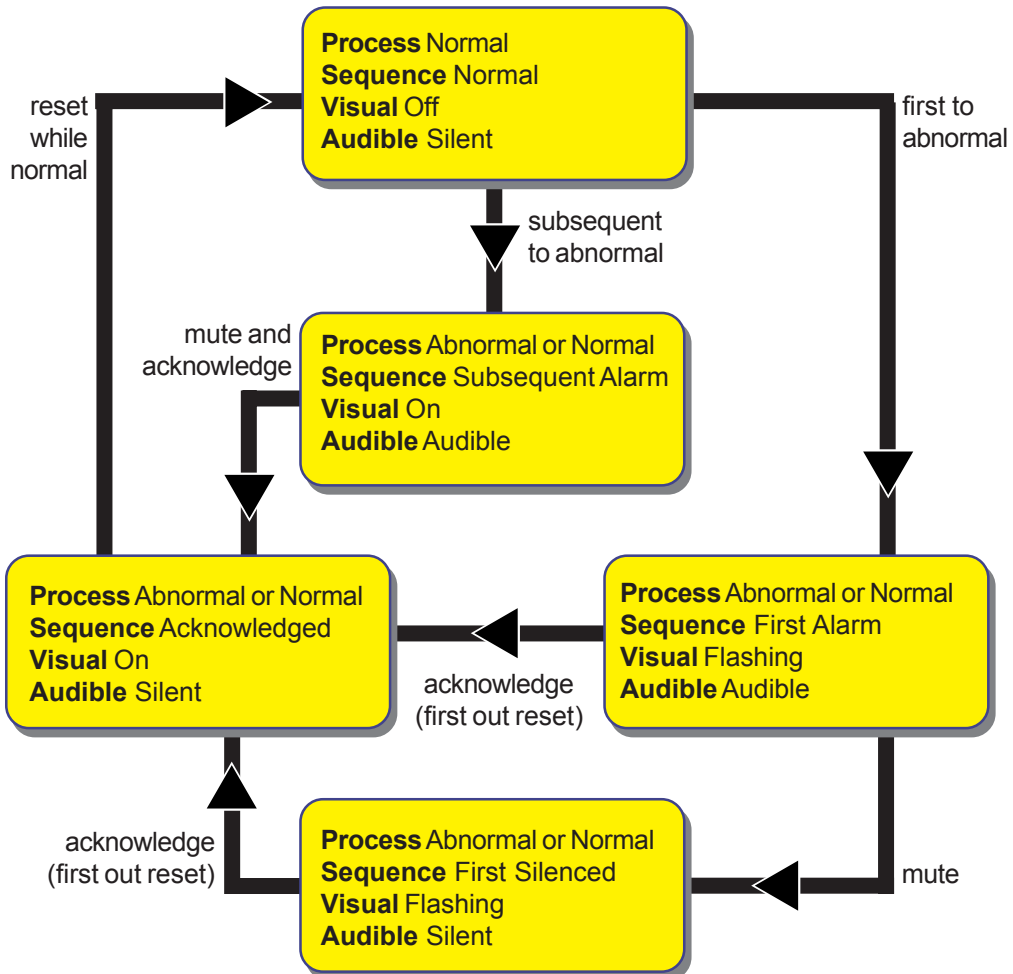 Process Normal
Sequence Normal
Visual Off
Audible Silent
reset
while
normal
first to
abnormal
subsequent
to abnormal
mute and
acknowledge
Process Abnormal or Normal
Sequence Subsequent Alarm
Visual On
Audible Audible
Process Abnormal or Normal
Sequence Acknowledged
Visual On
Audible Silent
Process Abnormal or Normal
Sequence First Alarm
Visual Flashing
Audible Audible
acknowledge
(first out reset)
acknowledge
(first out reset)
Process Abnormal or Normal
Sequence First Silenced
Visual Flashing
Audible Silent
mute